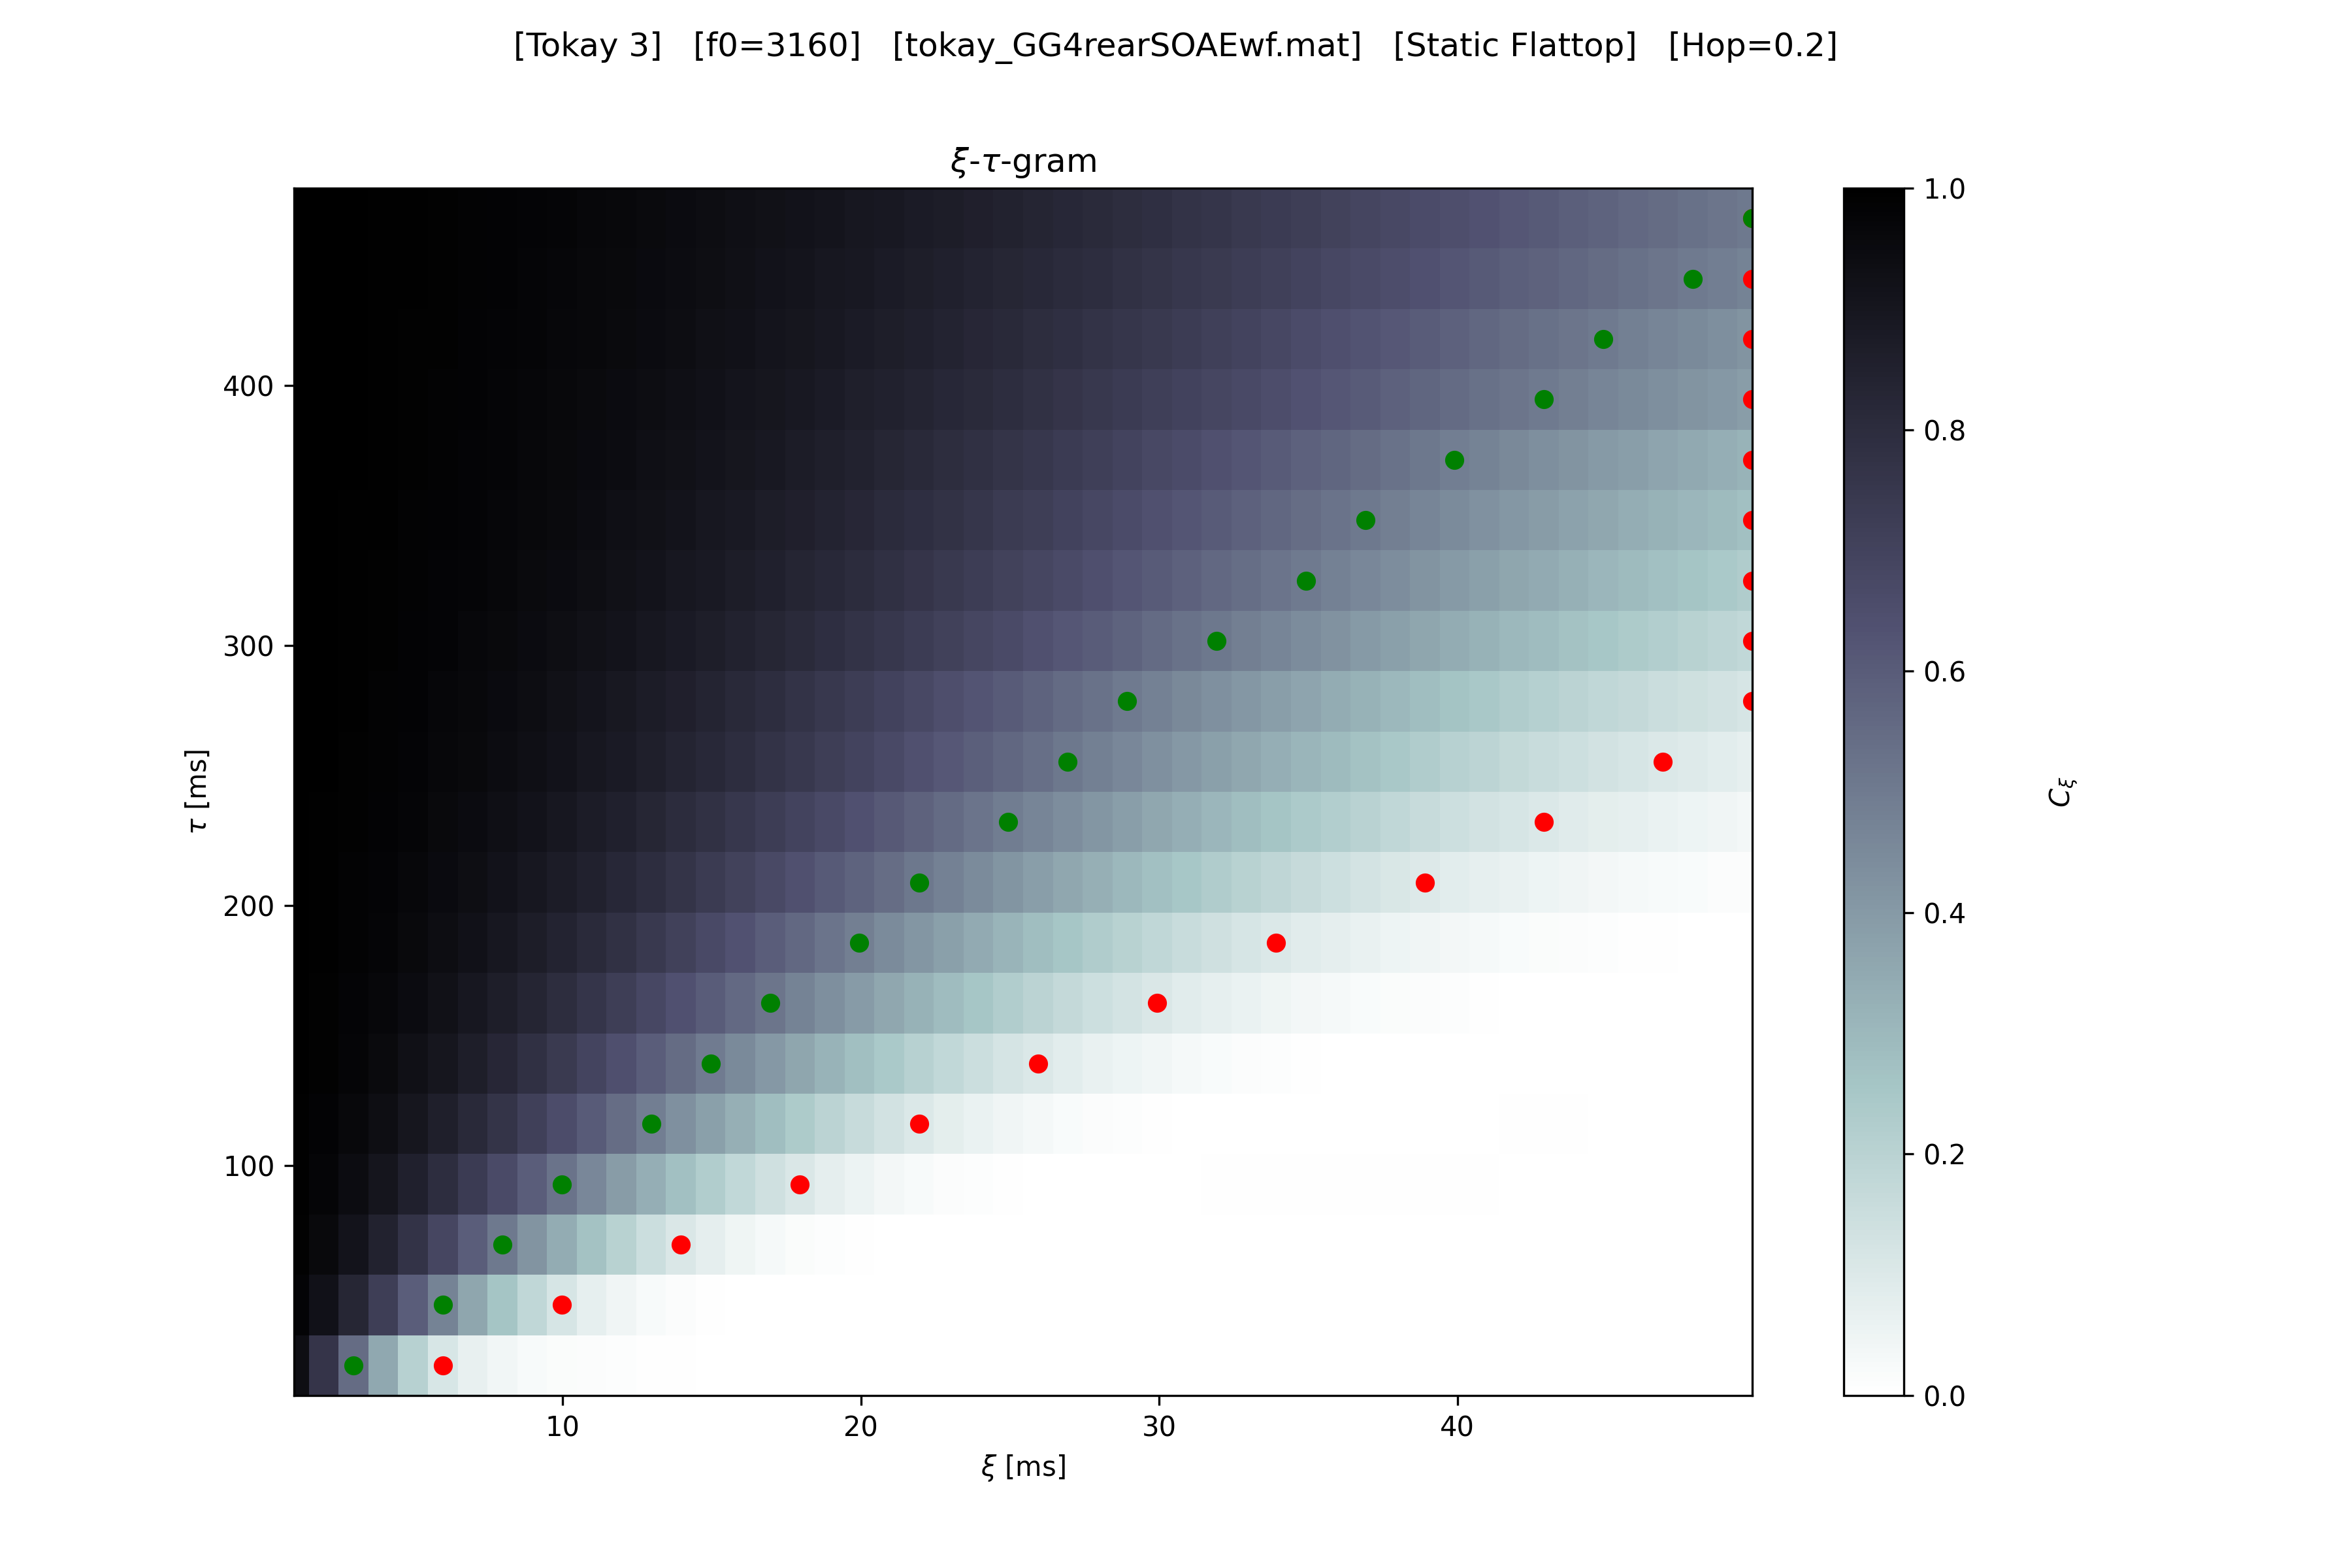 [Tokay 3]   [f0=3160]   [tokay_GG4rearSOAEwf.mat]   [Static Flattop]   [Hop=0.2]
ξ-τ-gram
400
300
200
100
τ [ms]
10 20 30 40
ξ [ms]
1.0
0.8
0.6
0.4
0.2
0.0
C_ξ